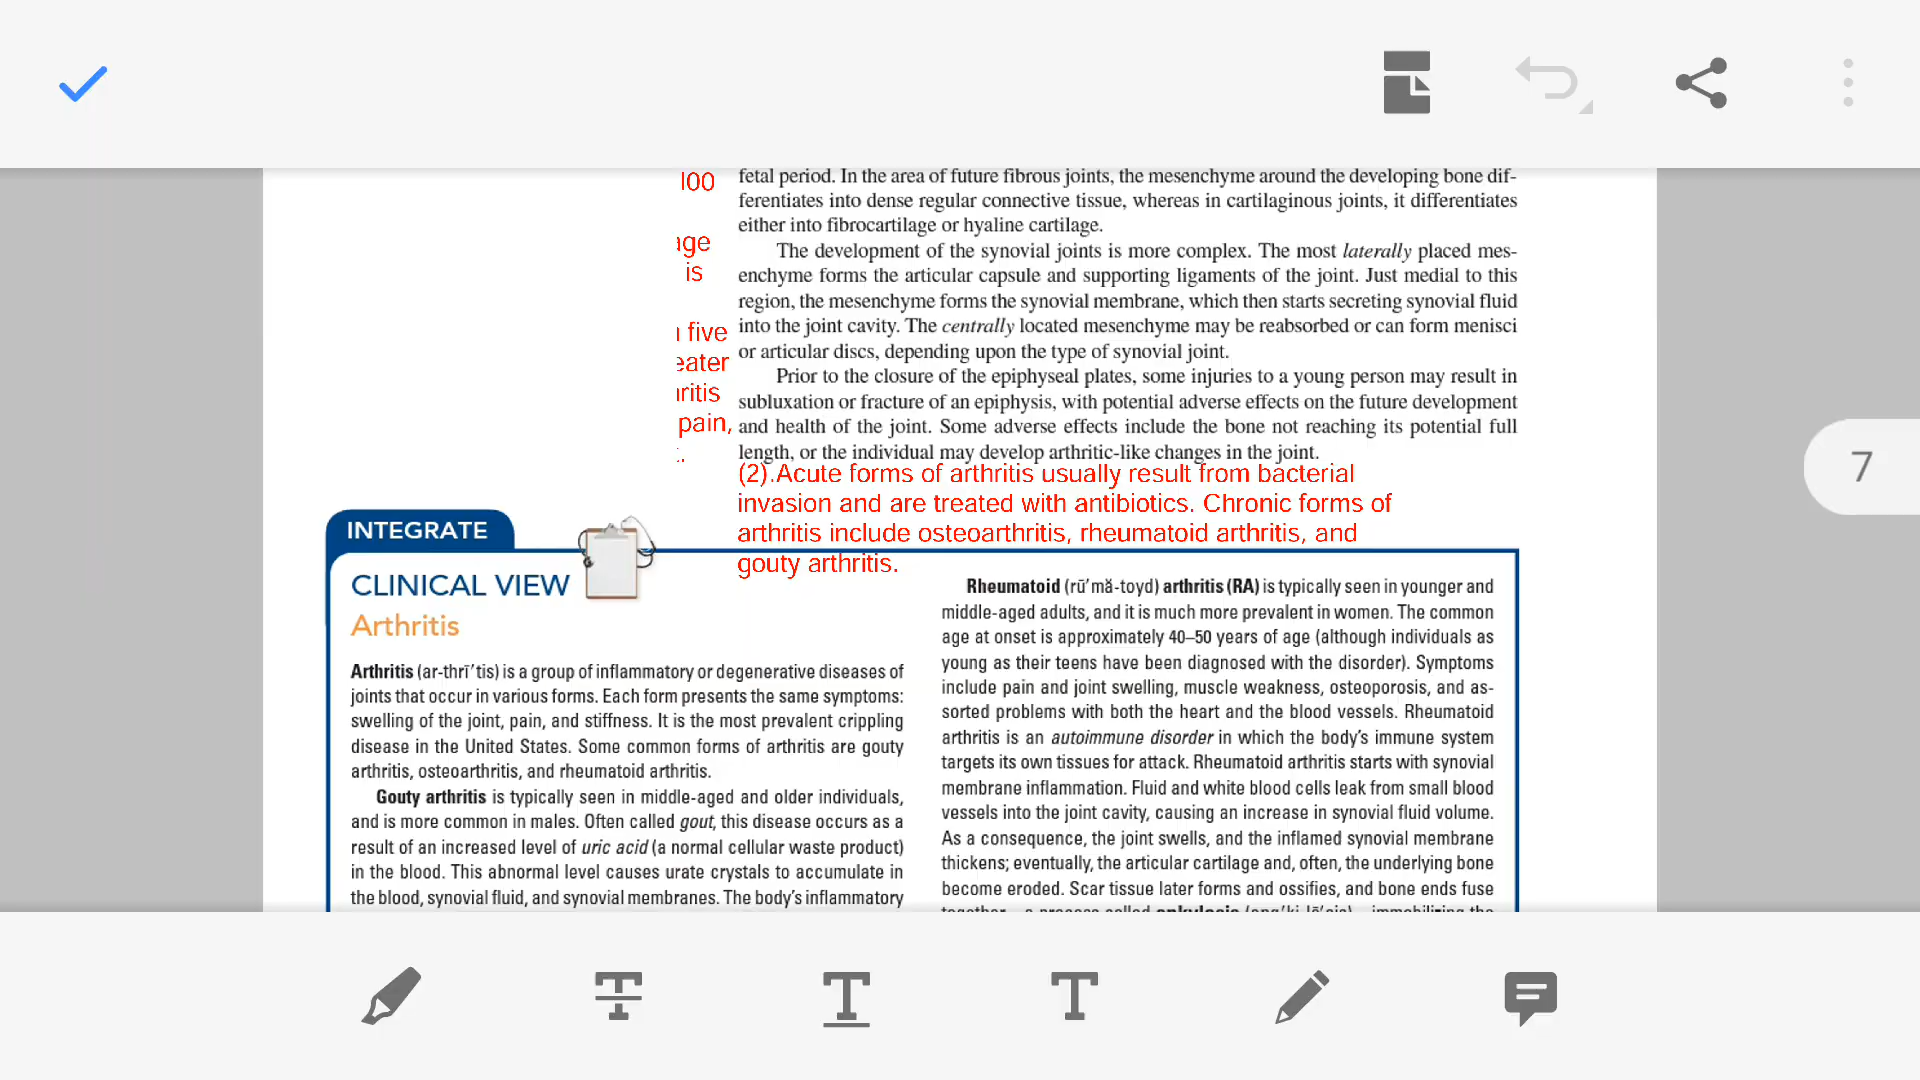 fetal period. In the area of future fibrous joints, the mesenchyme around the developing bone dif-
ferentiates into dense regular connective tissue, whereas in cartilaginous joints, it differentiates
either into fibrocartilage or hyaline cartilage.
The development of the synovial joints is more complex. The most laterally placed mes-
enchyme forms the articular capsule and supporting ligaments of the joint. Just medial to this
region, the mesenchyme forms the synovial membrane, which then starts secreting synovial fluid
into the joint cavity. The centrally located mesenchyme may be reabsorbed or can form menisci
or articular discs, depending upon the type of synovial joint.
Prior to the closure of the epiphyseal plates, some injuries to a young person may result in
subluxation or fracture of an epiphysis, with potential adverse effects on the future development
and health of the joint. Some adverse effects include the bone not reaching its potential full
length, or the individual may develop arthritic-like changes in the joint.
is
five
pain,
(2).Acute forms of arthritis usually result from bacterial
invasion and are treated with antibiotics. Chronic forms of
arthritis include osteoarthritis, rheumatoid arthritis, and
gouty arthritis.
7
INTEGRATE
CLINICAL VIEW
Arthritis
Arthritis (ar-thrī′tis) is a group of inflammatory or degenerative diseases of
joints that occur in various forms. Each form presents the same symptoms:
swelling of the joint, pain, and stiffness. It is the most prevalent crippling
disease in the United States. Some common forms of arthritis are gouty
arthritis, osteoarthritis, and rheumatoid arthritis.
Gouty arthritis is typically seen in middle-aged and older individuals,
and is more common in males. Often called gout, this disease occurs as a
result of an increased level of uric acid (a normal cellular waste product)
in the blood. This abnormal level causes urate crystals to accumulate in
the blood, synovial fluid, and synovial membranes. The body's inflammatory
Rheumatoid (rū′mă-toyd) arthritis (RA) is typically seen in younger and
middle-aged adults, and it is much more prevalent in women. The common
age at onset is approximately 40–50 years of age (although individuals as
young as their teens have been diagnosed with the disorder). Symptoms
include pain and joint swelling, muscle weakness, osteoporosis, and as-
sorted problems with both the heart and the blood vessels. Rheumatoid
arthritis is an autoimmune disorder in which the body's immune system
targets its own tissues for attack. Rheumatoid arthritis starts with synovial
membrane inflammation. Fluid and white blood cells leak from small blood
vessels into the joint cavity, causing an increase in synovial fluid volume.
As a consequence, the joint swells, and the inflamed synovial membrane
thickens; eventually, the articular cartilage and, often, the underlying bone
become eroded. Scar tissue later forms and ossifies, and bone ends fuse